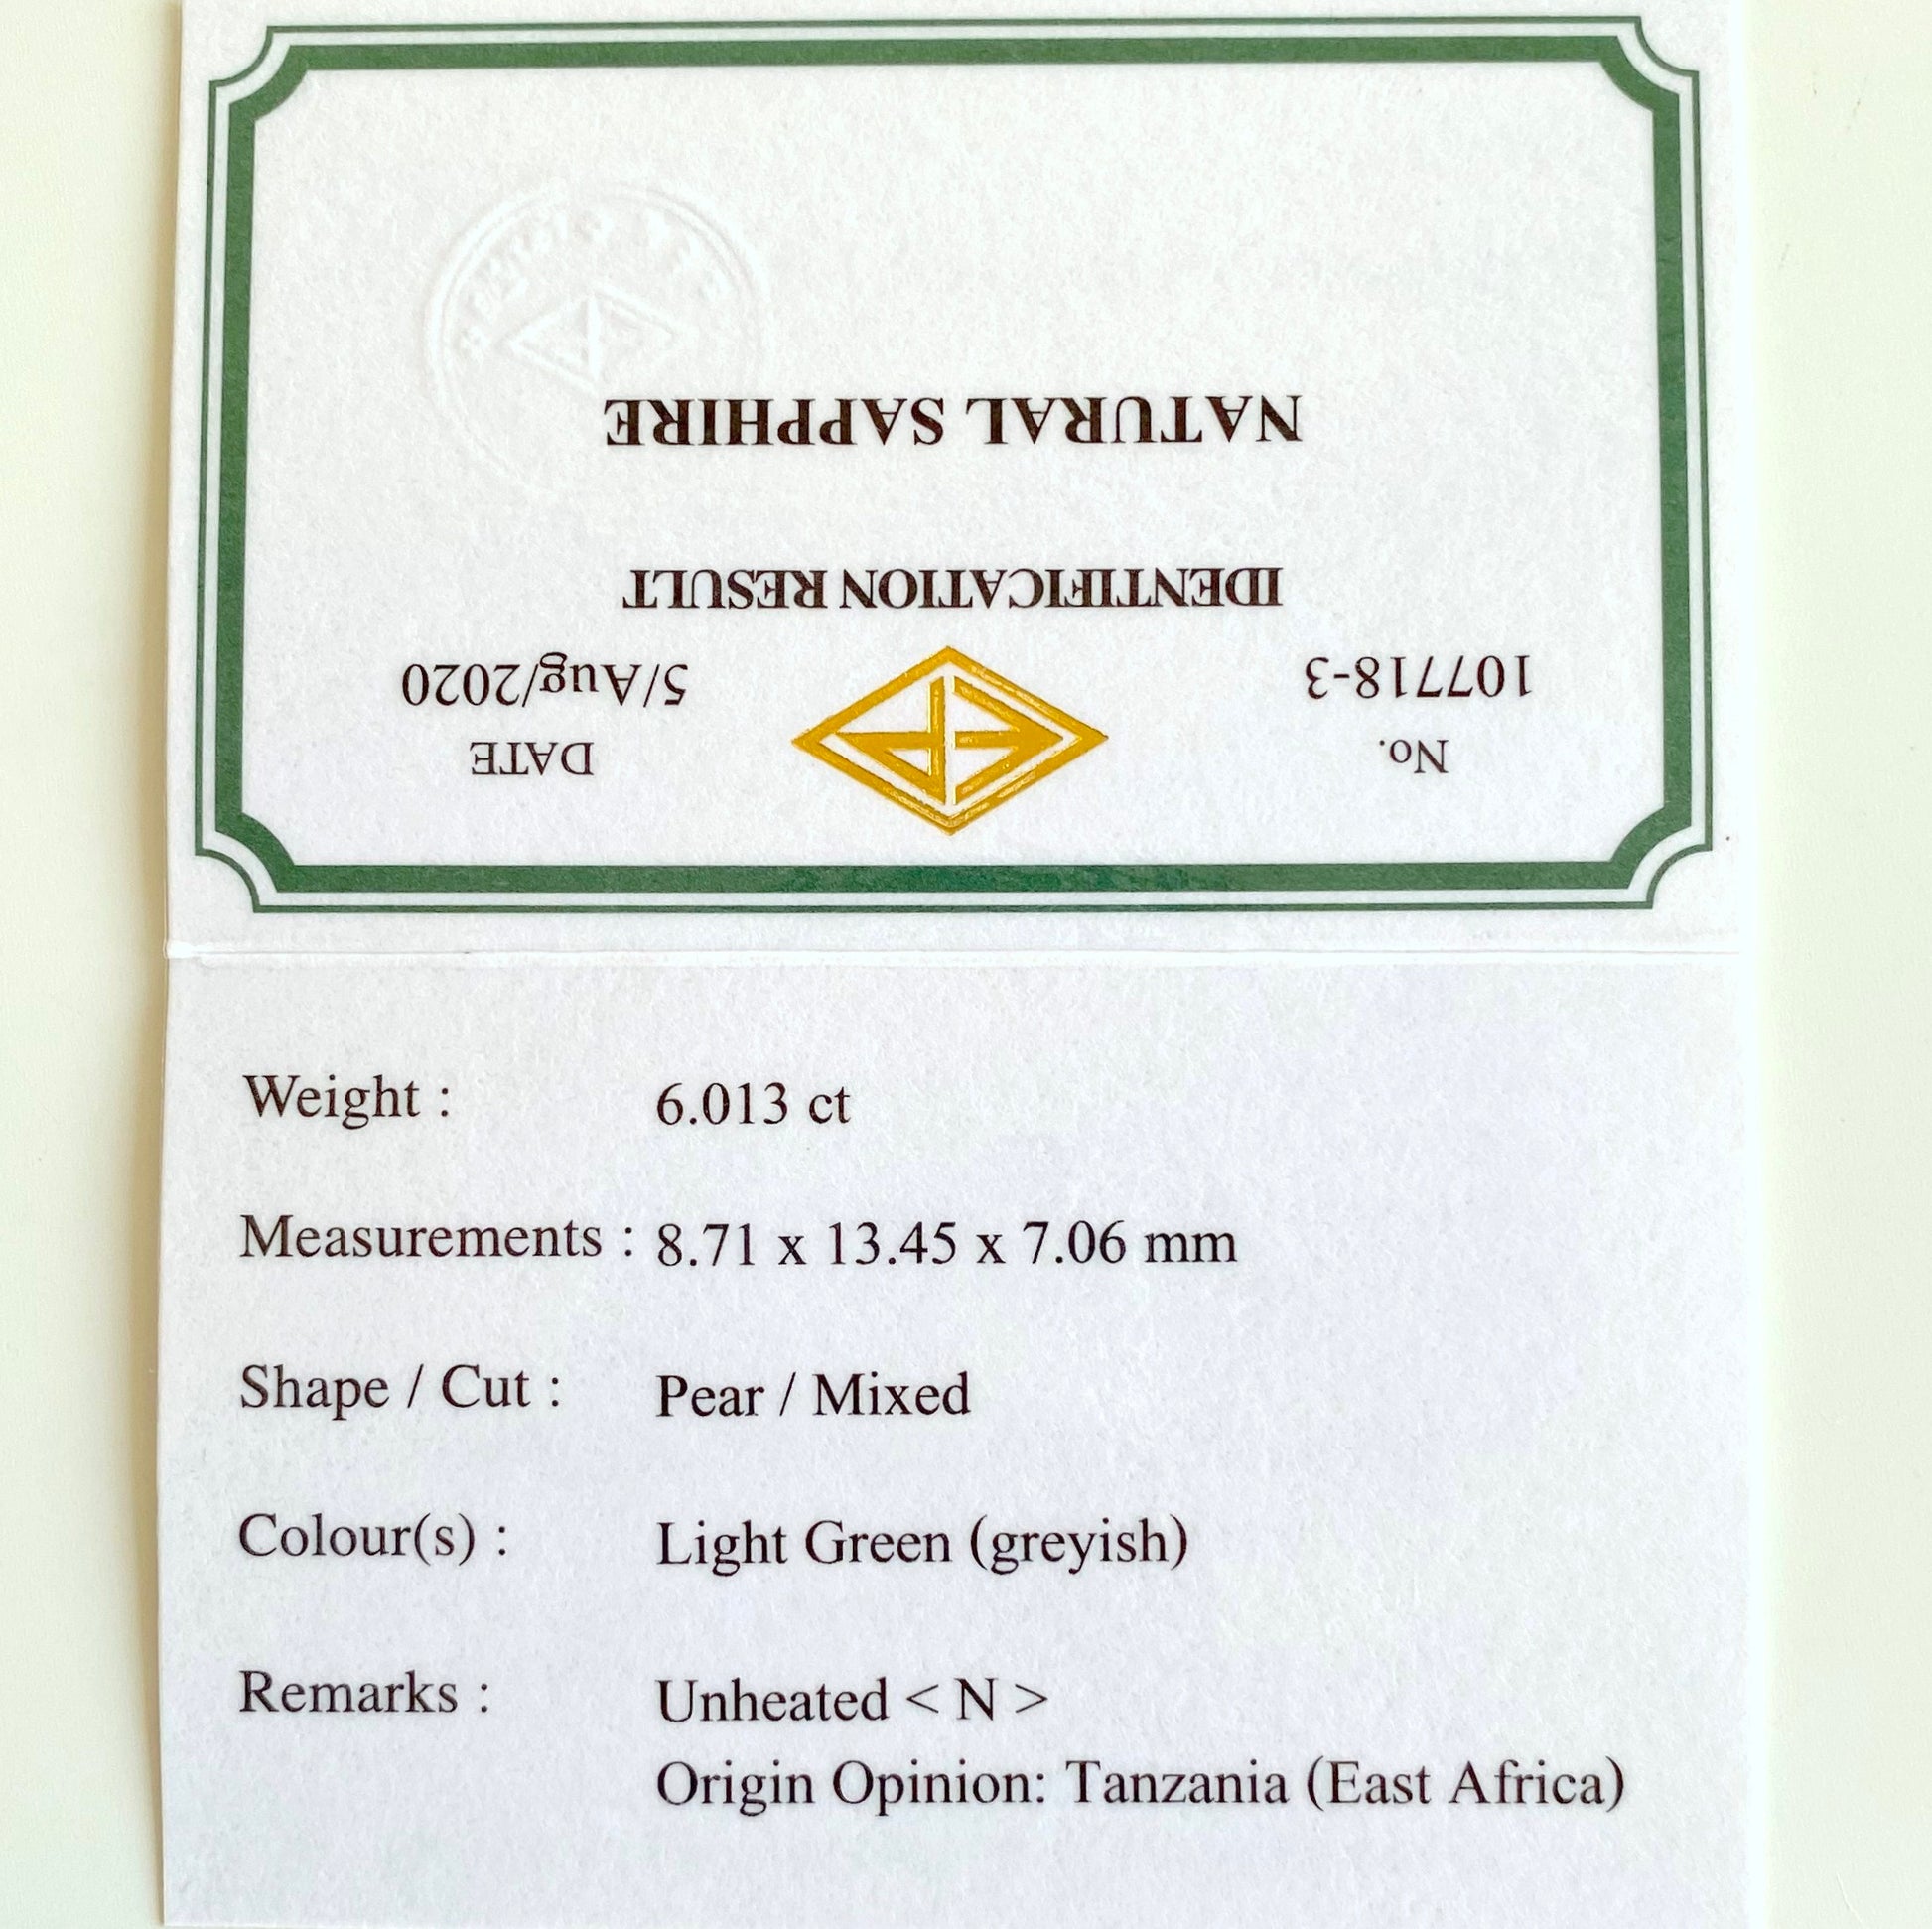 No.
107718-3
DATE
5/Aug/2020
IDENTIFICATION RESULT
NATURAL SAPPHIRE
Weight : 6.013 ct
Measurements : 8.71 x 13.45 x 7.06 mm
Shape / Cut : Pear / Mixed
Colour(s) : Light Green (greyish)
Remarks : Unheated < N >
Origin Opinion: Tanzania (East Africa)